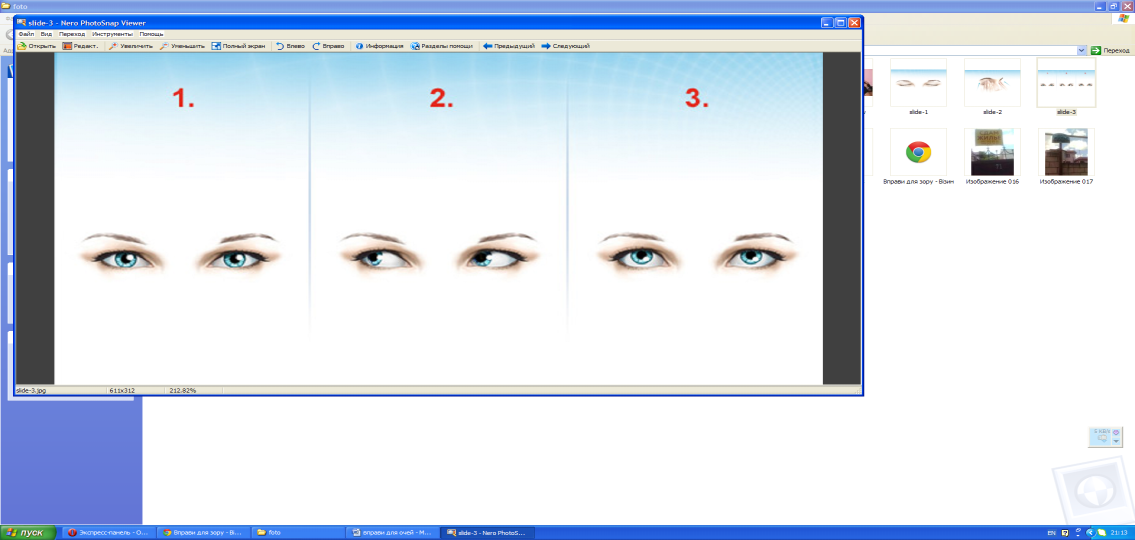 foto
slide-3 - Nero PhotoSnap Viewer
Файл Вид Переход Инструменты Помощь
Открыть Редакт. Увеличить Уменьшить Полный экран Влево Вправо Информация Разделы помощи Предыдущий Следующий
Переход
1. 2. 3.
slide-1 slide-2 slide-3
Вправи для зору - Візин Изображение 016 Изображение 017
slide-3.jpg 611x312 212.82%
пуск Экспресс-панель - O... Вправи для зору - Ві... foto вправи для очей - M... slide-3 - Nero PhotoS... EN 21:13